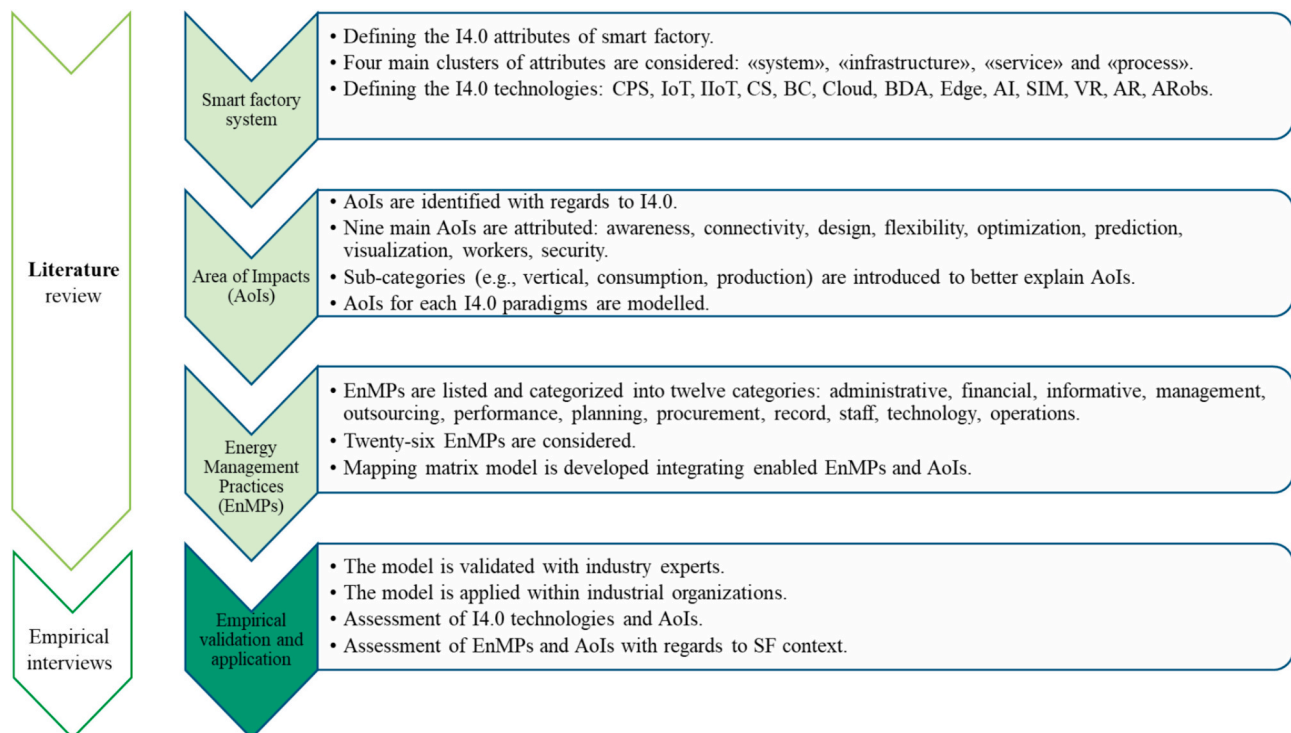 Literature
review
Empirical
interviews
Smart factory
system
• Defining the I4.0 attributes of smart factory.
• Four main clusters of attributes are considered: «system», «infrastructure», «service» and «process».
• Defining the I4.0 technologies: CPS, IoT, IIoT, CS, BC, Cloud, BDA, Edge, AI, SIM, VR, AR, ARobs.
Area of Impacts
(AoIs)
• AoIs are identified with regards to I4.0.
• Nine main AoIs are attributed: awareness, connectivity, design, flexibility, optimization, prediction,
visualization, workers, security.
• Sub-categories (e.g., vertical, consumption, production) are introduced to better explain AoIs.
• AoIs for each I4.0 paradigms are modelled.
Energy
Management
Practices
(EnMPs)
• EnMPs are listed and categorized into twelve categories: administrative, financial, informative, management,
outsourcing, performance, planning, procurement, record, staff, technology, operations.
• Twenty-six EnMPs are considered.
• Mapping matrix model is developed integrating enabled EnMPs and AoIs.
Empirical
validation and
application
• The model is validated with industry experts.
• The model is applied within industrial organizations.
• Assessment of I4.0 technologies and AoIs.
• Assessment of EnMPs and AoIs with regards to SF context.